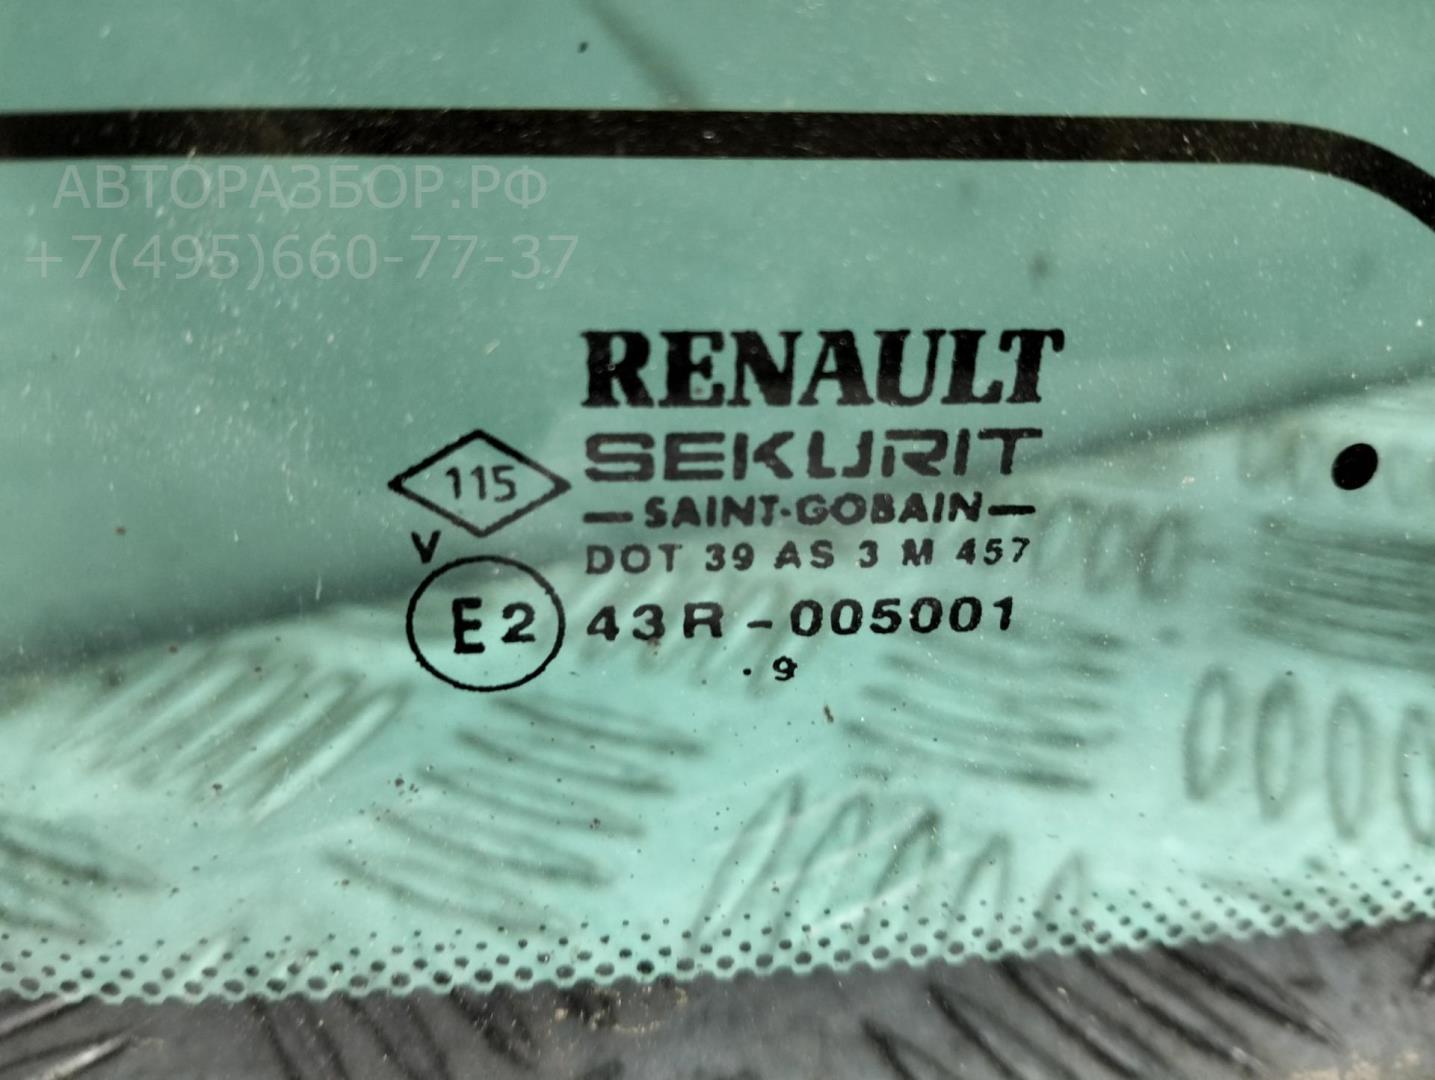 АВТОРАЗБОР.РФ
+7(495)660-77-37
RENAULT
SEKURIT
115
SAINT-GOBAIN
V
DOT 39 AS 3 M 457
E2
43R - 005001
. 9